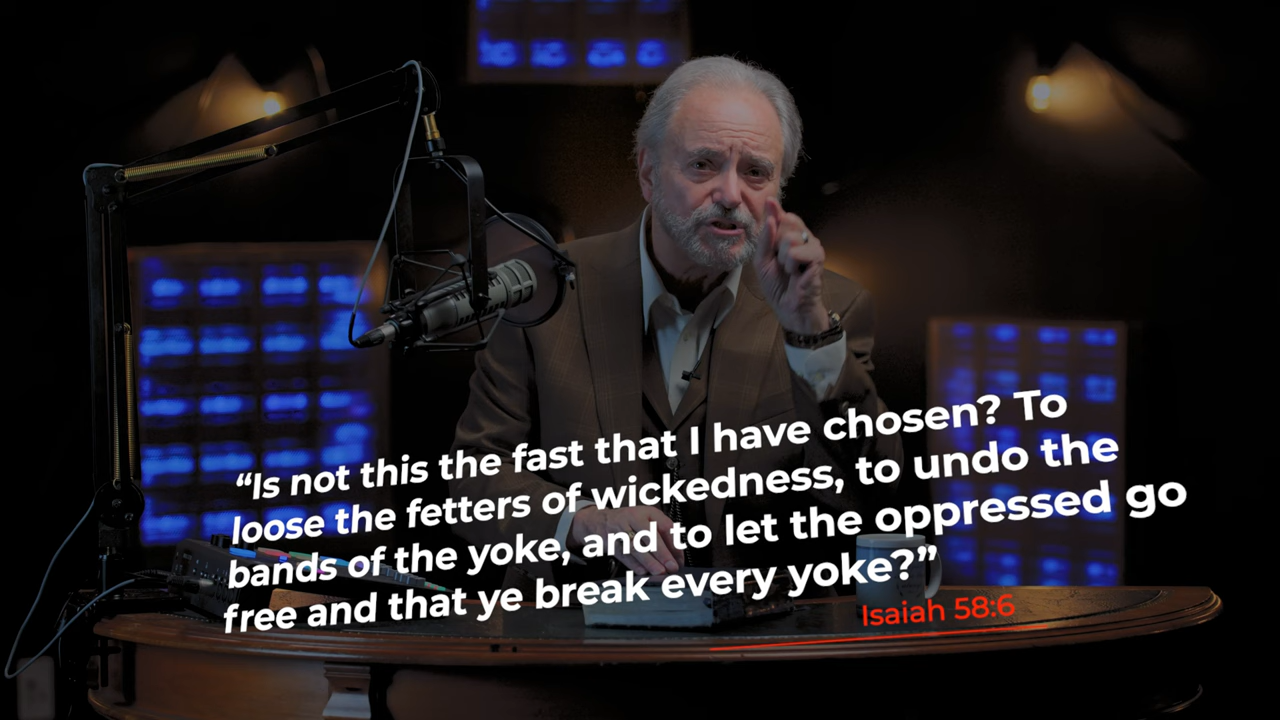 “Is not this the fast that I have chosen? To
loose the fetters of wickedness, to undo the
bands of the yoke, and to let the oppressed go
free and that ye break every yoke?”
Isaiah 58:6